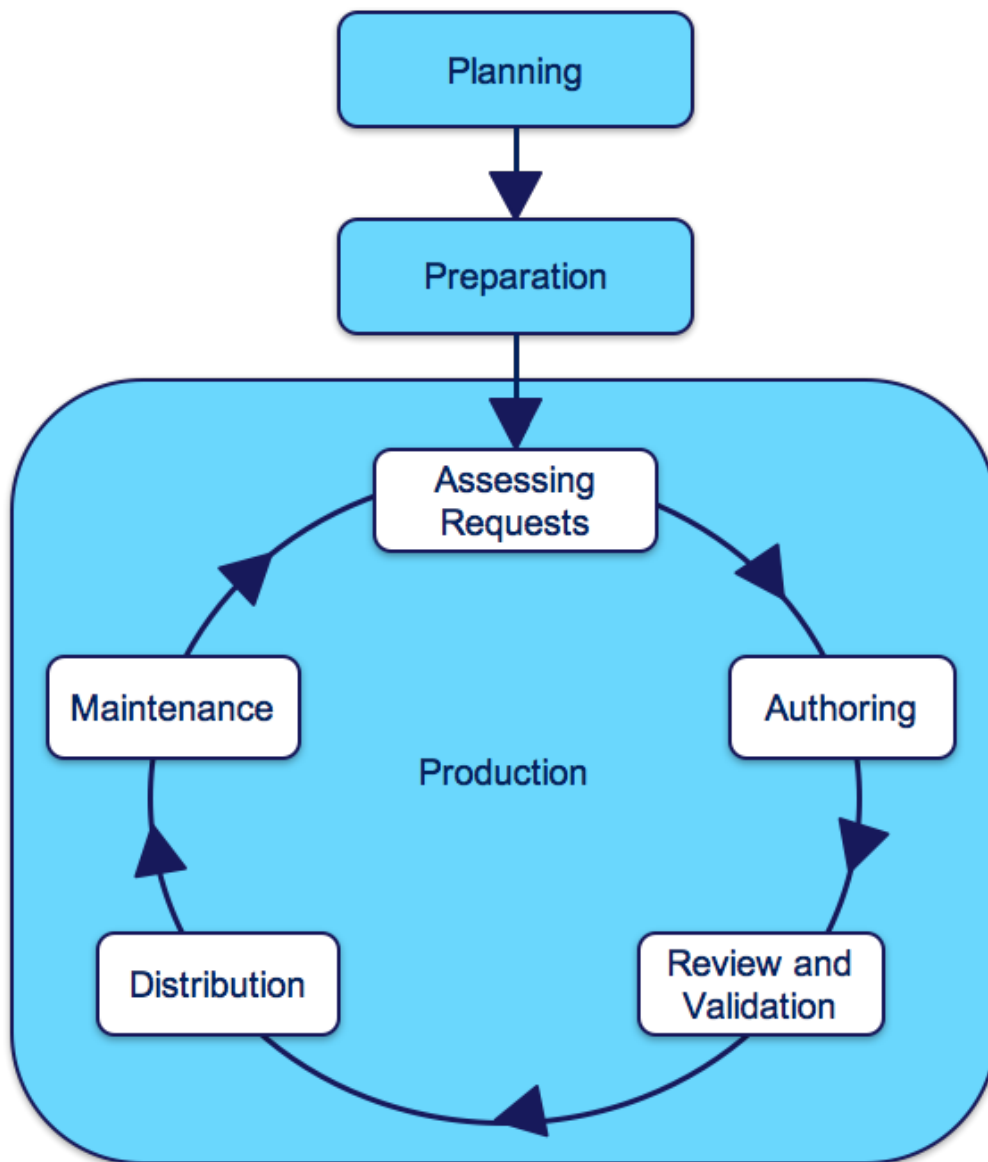 Planning
Preparation
Assessing
Requests
Maintenance
Authoring
Production
Distribution
Review and
Validation